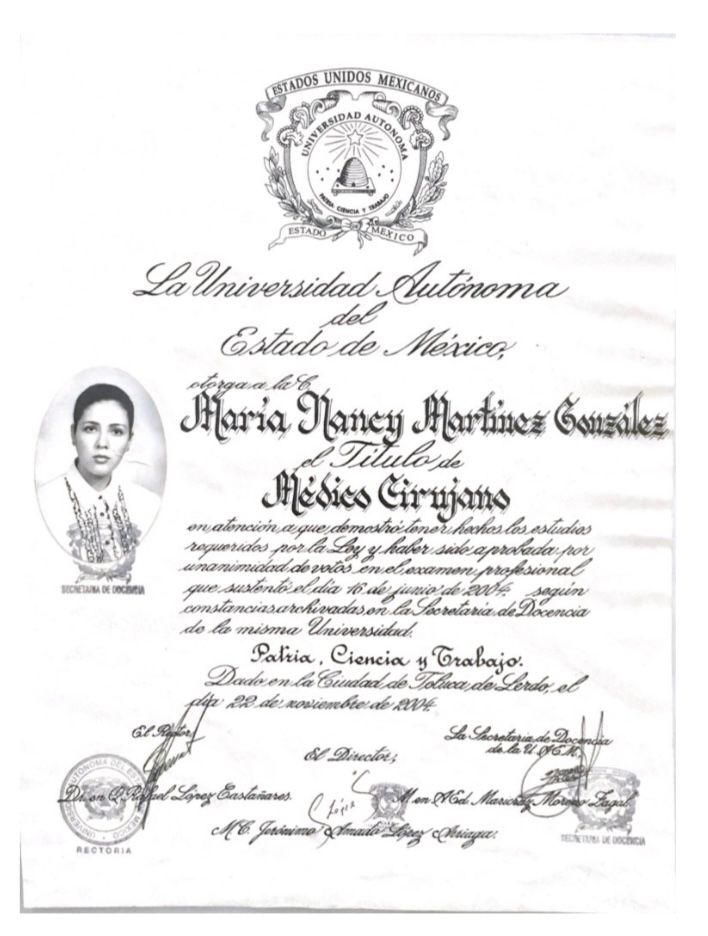 ESTADOS UNIDOS MEXICANOS
UNIVERSIDAD AUTONOMA
PATRIA, CIENCIA Y TRABAJO
ESTADO MEXICO
La Universidad Autónoma
del
Estado de México,
otorga a la C.
María Nancy Martínez González
el Título de
Médico Cirujano
en atención a que demostró tener hechos los estudios
requeridos por la Ley y haber sido aprobada por
unanimidad de votos en el examen profesional
que sustentó el día 16 de junio de 2004, según
constancias archivadas en la Secretaría de Docencia
de la misma Universidad.
SECRETARIA DE DOCENCIA
Patria, Ciencia y Trabajo.
Dado en la Ciudad de Toluca de Lerdo, el
día 22 de noviembre de 2004.
El Rector,
La Secretaria de Docencia
de la U.A.E.M.
El Director,
Dr. en Q. Rafael López Castañares.
M. en A.Ed. Maricruz Moreno Zagal.
M.C. Jerónimo Amado López Arriaga.
RECTORIA
SECRETARIA DE DOCENCIA